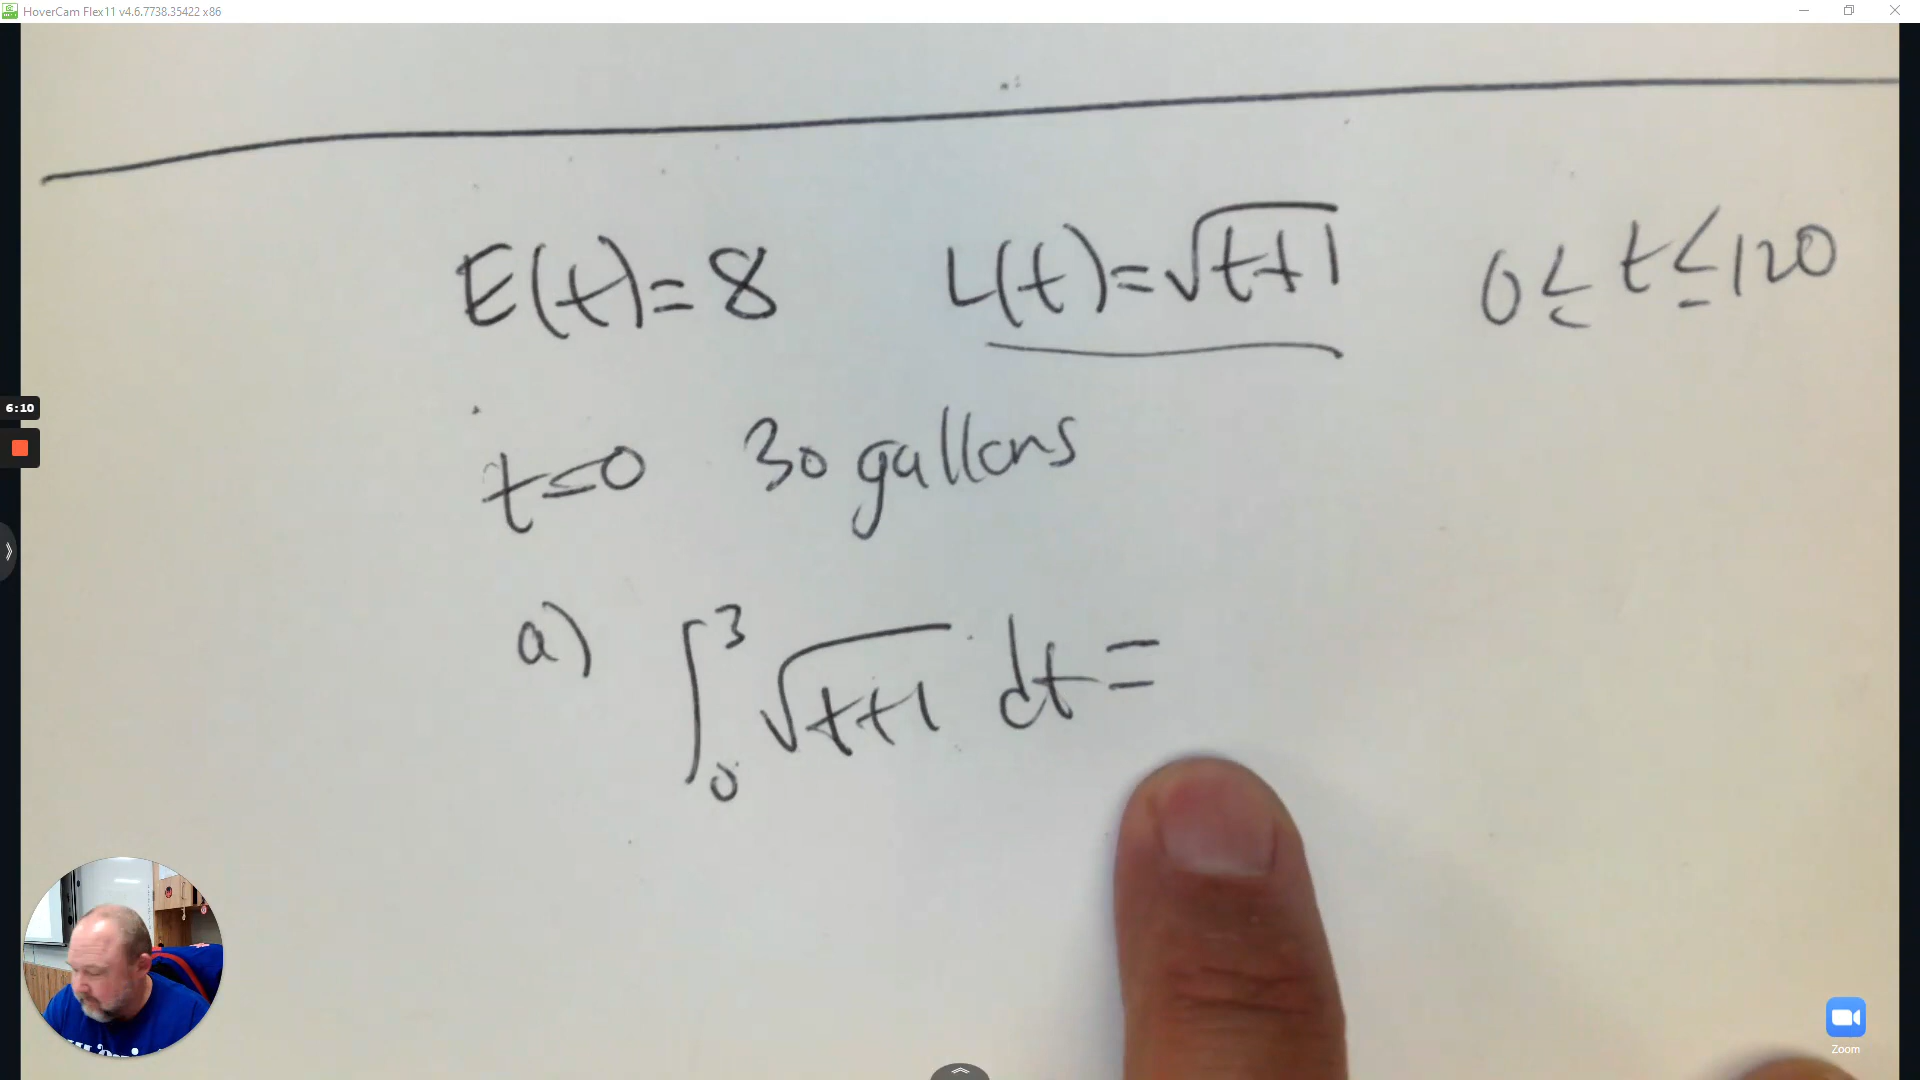 HoverCam Flex11 v4.6.7738.35422 x86
E(t)=8 L(t)=√t+1 0≤t≤120
6:10
t=0 30 gallons
a) ∫₀³ √t+1 dt=
Zoom